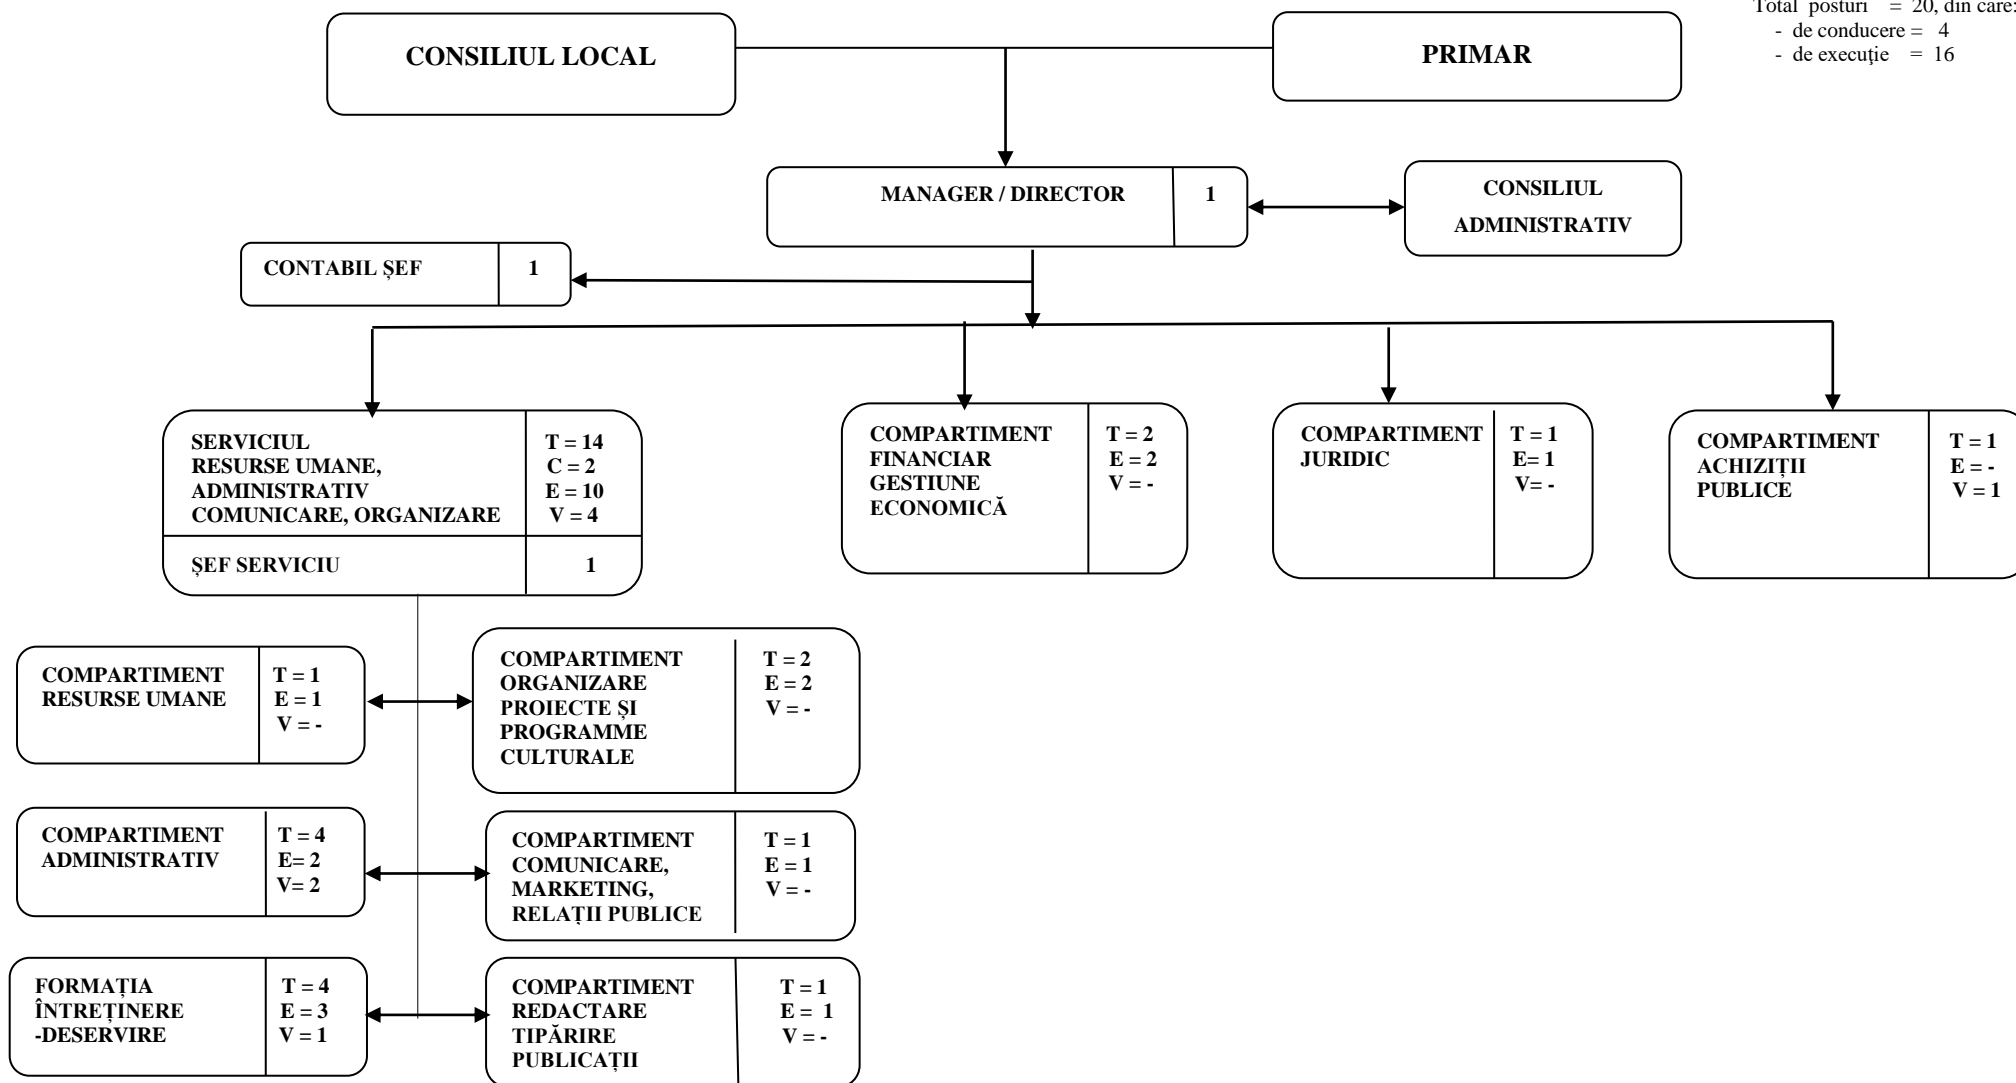 Total posturi = 20, din care:
- de conducere = 4
- de execuţie = 16
CONSILIUL LOCAL
PRIMAR
MANAGER / DIRECTOR
1
CONSILIUL
ADMINISTRATIV
CONTABIL ȘEF
1
SERVICIUL
RESURSE UMANE,
ADMINISTRATIV
COMUNICARE, ORGANIZARE
T = 14
C = 2
E = 10
V = 4
ȘEF SERVICIU
1
COMPARTIMENT
FINANCIAR
GESTIUNE
ECONOMICĂ
T = 2
E = 2
V = -
COMPARTIMENT
JURIDIC
T = 1
E= 1
V= -
COMPARTIMENT
ACHIZIȚII
PUBLICE
T = 1
E = -
V = 1
COMPARTIMENT
RESURSE UMANE
T = 1
E = 1
V = -
COMPARTIMENT
ORGANIZARE
PROIECTE ȘI
PROGRAMME
CULTURALE
T = 2
E = 2
V = -
COMPARTIMENT
ADMINISTRATIV
T = 4
E= 2
V= 2
COMPARTIMENT
COMUNICARE,
MARKETING,
RELAȚII PUBLICE
T = 1
E = 1
V = -
FORMAȚIA
ÎNTREȚINERE
-DESERVIRE
T = 4
E = 3
V = 1
COMPARTIMENT
REDACTARE
TIPĂRIRE
PUBLICAȚII
T = 1
E = 1
V = -